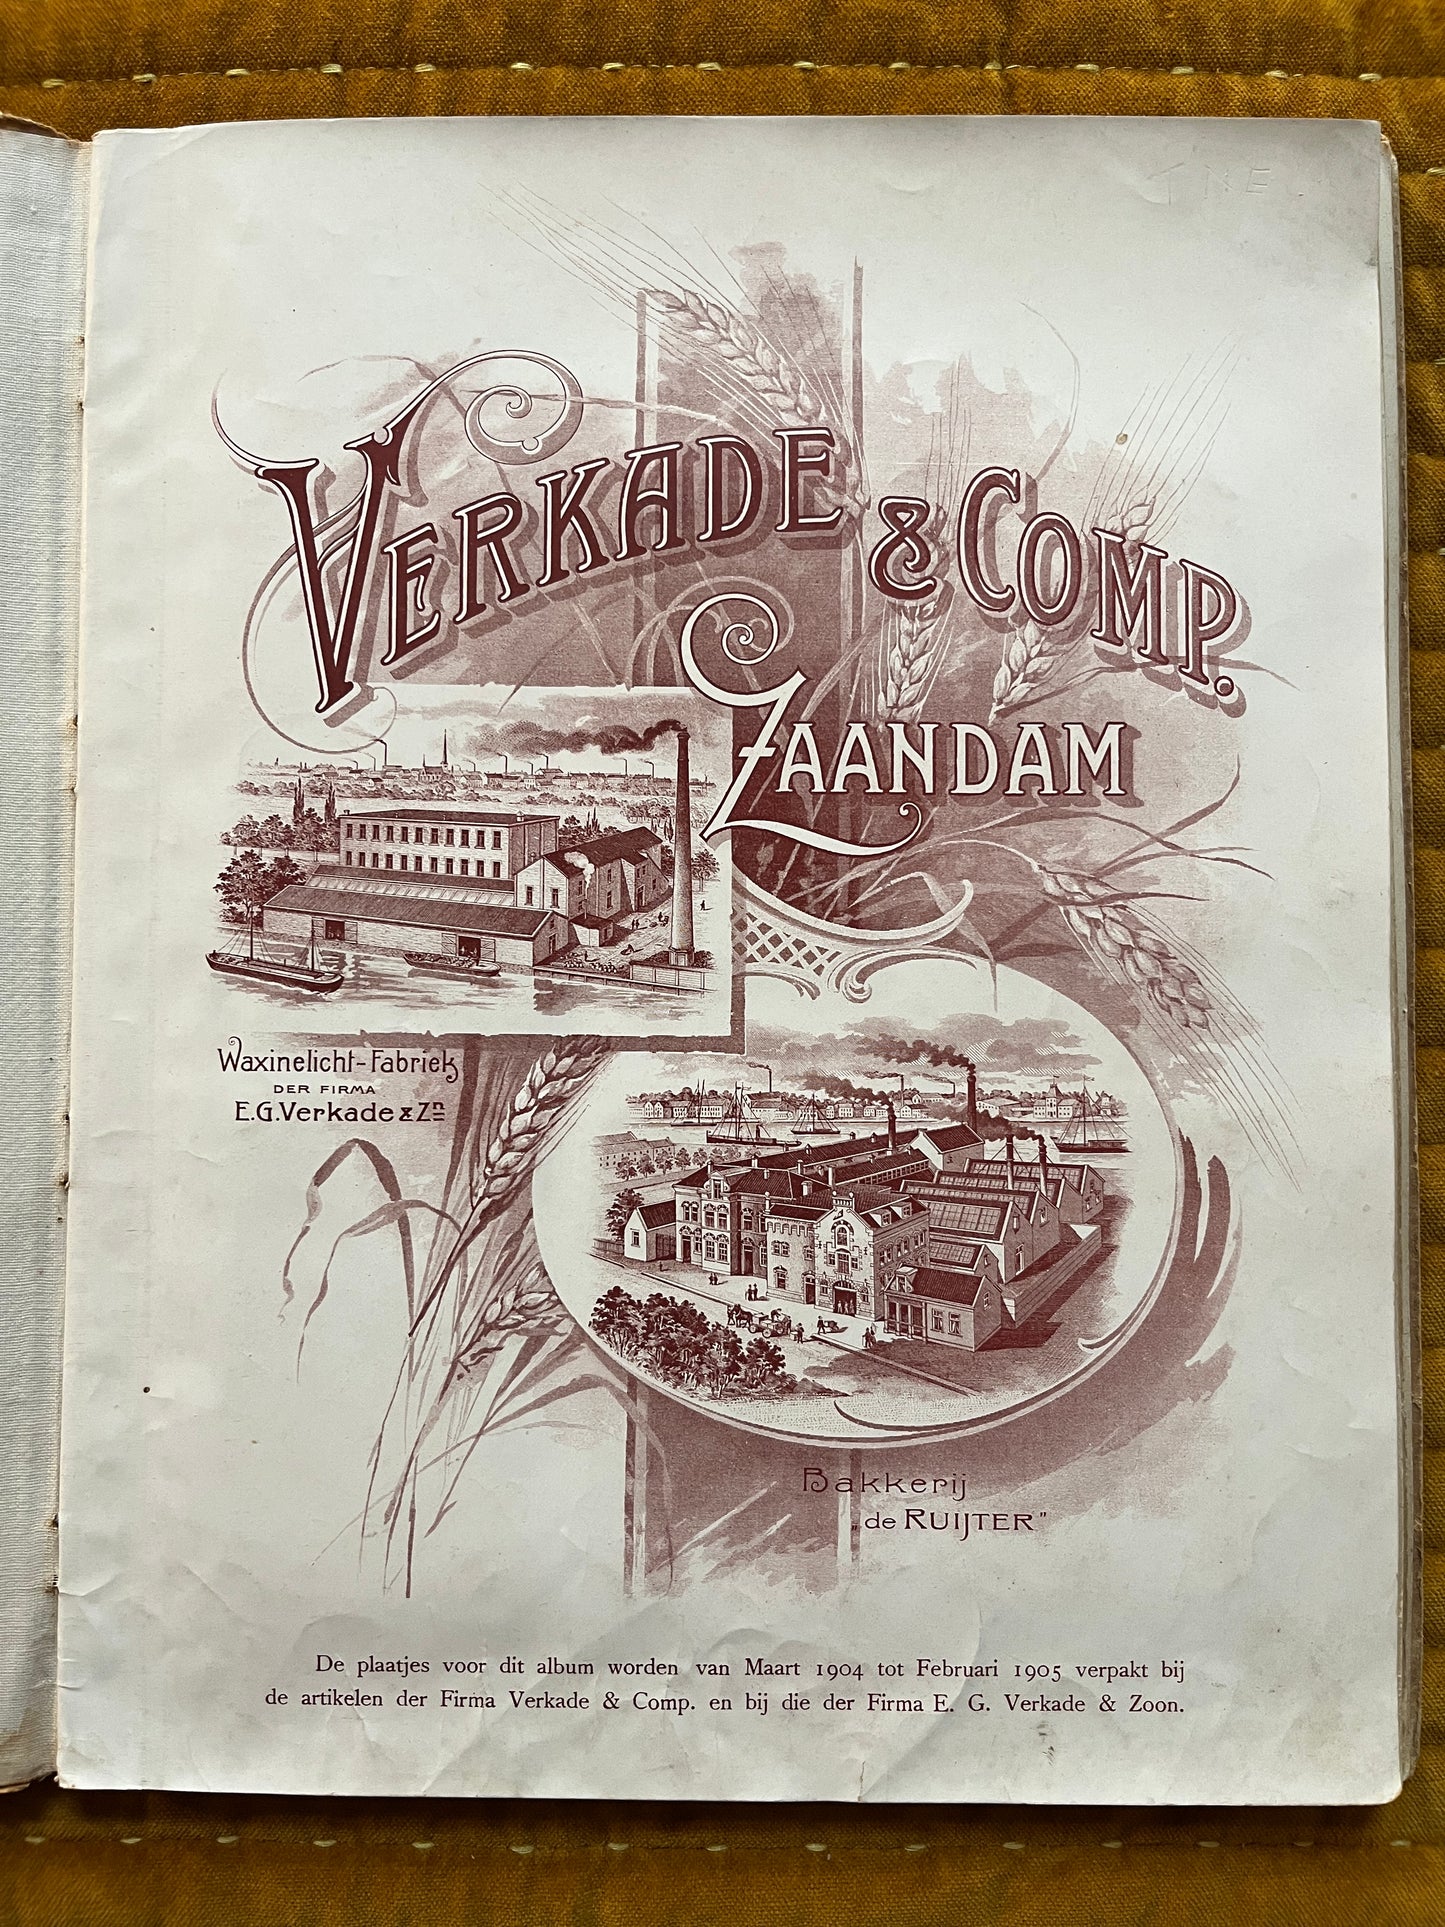 VERKADE & COMP.
ZAANDAM
Waxinelicht-Fabriek
DER FIRMA
E.G. Verkade & Zn
Bakkerij
„de RUIJTER"
De plaatjes voor dit album worden van Maart 1904 tot Februari 1905 verpakt bij
de artikelen der Firma Verkade & Comp. en bij die der Firma E. G. Verkade & Zoon.